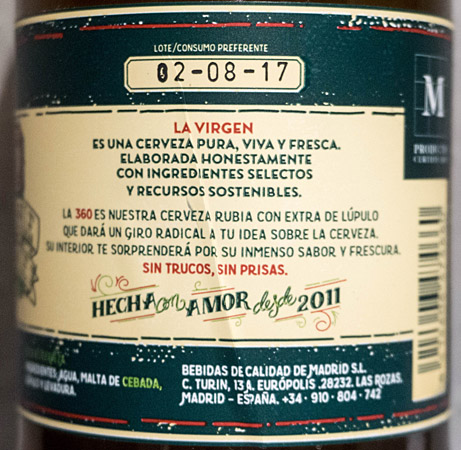 LOTE/CONSUMO PREFERENTE
02-08-17
M
PRODUCTO
LA VIRGEN
ES UNA CERVEZA PURA, VIVA Y FRESCA.
ELABORADA HONESTAMENTE
CON INGREDIENTES SELECTOS
Y RECURSOS SOSTENIBLES.
LA 360 ES NUESTRA CERVEZA RUBIA CON EXTRA DE LÚPULO
QUE DARÁ UN GIRO RADICAL A TU IDEA SOBRE LA CERVEZA.
SU INTERIOR TE SORPRENDERÁ POR SU INMENSO SABOR Y FRESCURA.
SIN TRUCOS, SIN PRISAS.
HECHA con AMOR desde 2011
AGUA, MALTA DE CEBADA,
Y LEVADURA.
BEBIDAS DE CALIDAD DE MADRID S.L.
C. TURIN, 13 A. EURÓPOLIS .28232. LAS ROZAS.
MADRID - ESPAÑA. +34 · 910 · 804 · 742